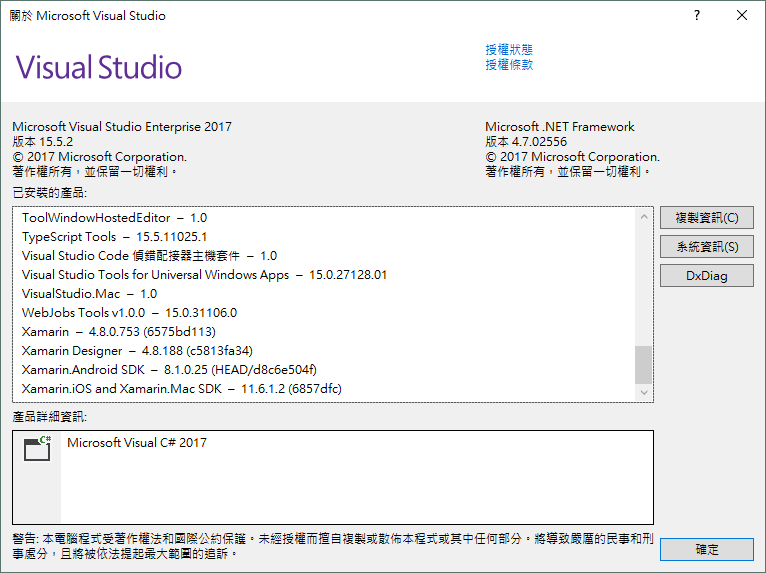 關於 Microsoft Visual Studio
Visual Studio
授權狀態
授權條款
Microsoft Visual Studio Enterprise 2017
版本 15.5.2
© 2017 Microsoft Corporation.
著作權所有，並保留一切權利。
Microsoft .NET Framework
版本 4.7.02556
© 2017 Microsoft Corporation.
著作權所有，並保留一切權利。
已安裝的產品:
ToolWindowHostedEditor – 1.0
TypeScript Tools – 15.5.11025.1
Visual Studio Code 偵錯配接器主機套件 – 1.0
Visual Studio Tools for Universal Windows Apps – 15.0.27128.01
VisualStudio.Mac – 1.0
WebJobs Tools v1.0.0 – 15.0.31106.0
Xamarin – 4.8.0.753 (6575bd113)
Xamarin Designer – 4.8.188 (c5813fa34)
Xamarin.Android SDK – 8.1.0.25 (HEAD/d8c6e504f)
Xamarin.iOS and Xamarin.Mac SDK – 11.6.1.2 (6857dfc)
複製資訊(C)
系統資訊(S)
DxDiag
產品詳細資訊:
C#
Microsoft Visual C# 2017
警告: 本電腦程式受著作權法和國際公約保護。未經授權而擅自複製或散佈本程式或其中任何部分。將導致嚴厲的民事和刑
事處分，且將被依法提起最大範圍的追訴。
確定